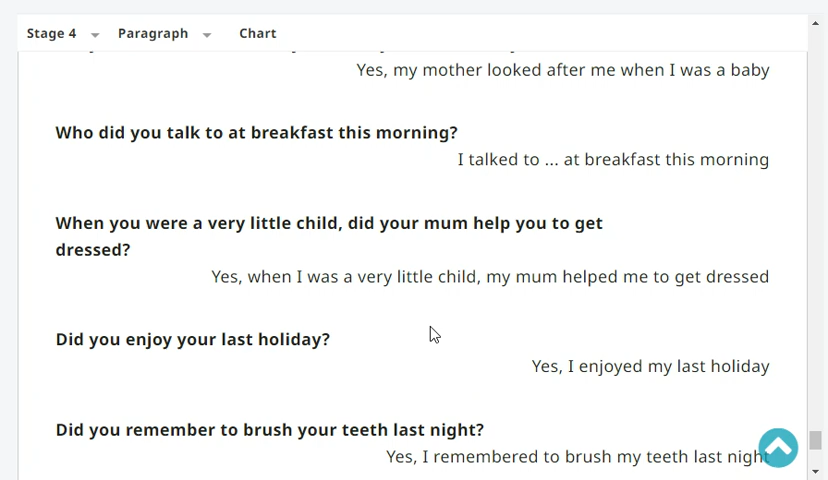 Stage 4 Paragraph Chart
Yes, my mother looked after me when I was a baby
Who did you talk to at breakfast this morning?
I talked to ... at breakfast this morning
When you were a very little child, did your mum help you to get
dressed?
Yes, when I was a very little child, my mum helped me to get dressed
Did you enjoy your last holiday?
Yes, I enjoyed my last holiday
Did you remember to brush your teeth last night?
Yes, I remembered to brush my teeth last night